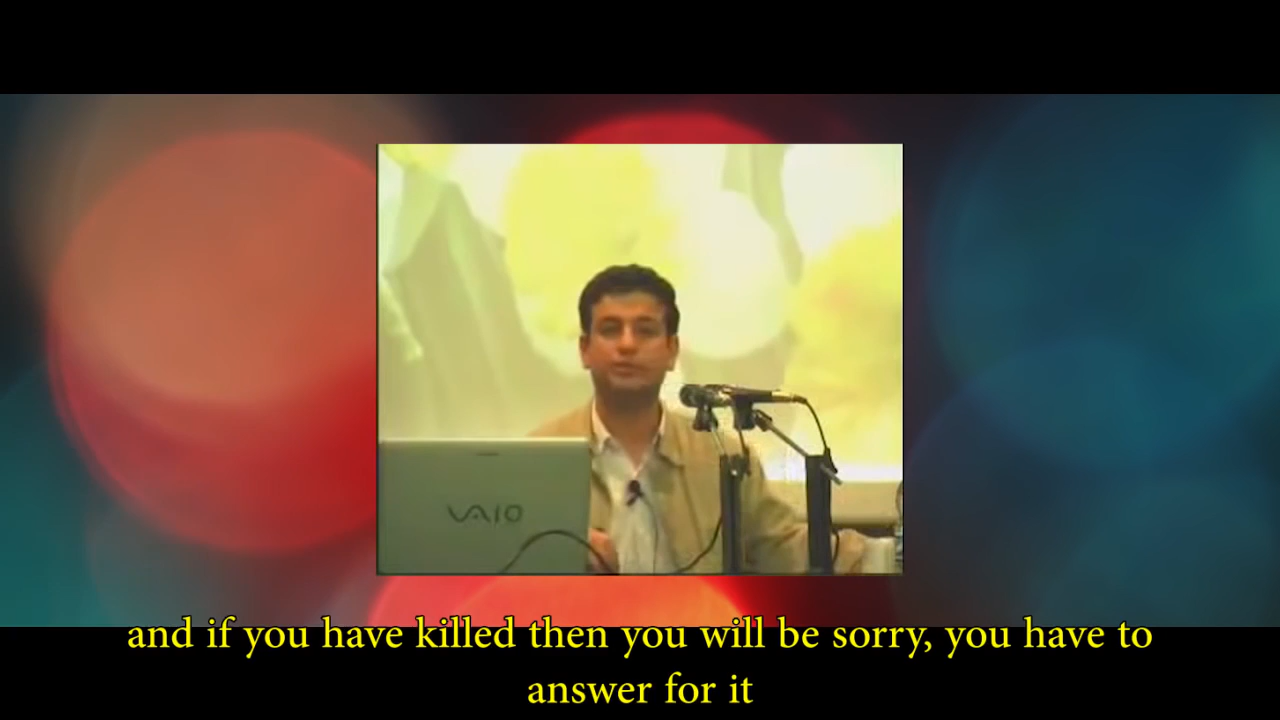 VAIO
and if you have killed then you will be sorry, you have to
answer for it